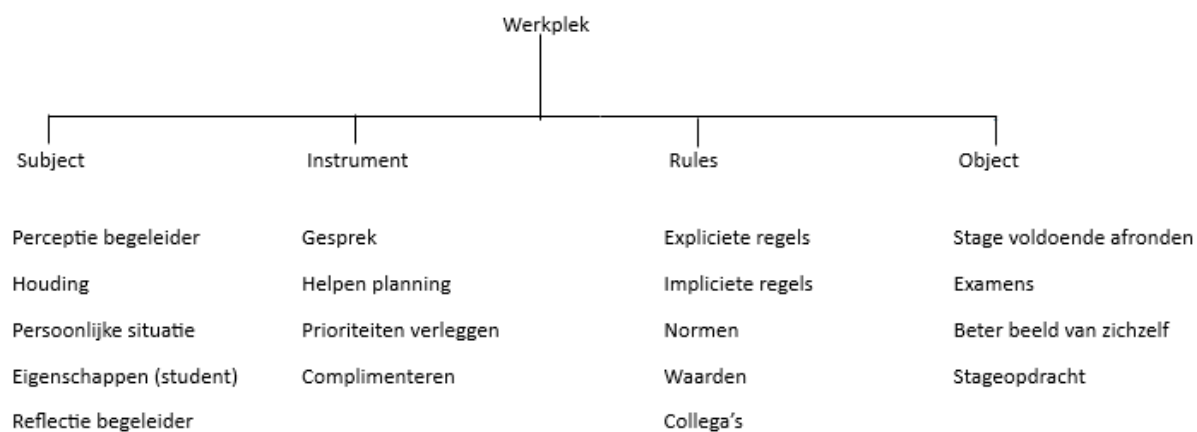 Werkplek
Subject Instrument Rules Object
Perceptie begeleider Gesprek Expliciete regels Stage voldoende afronden
Houding Helpen planning Impliciete regels Examens
Persoonlijke situatie Prioriteiten verleggen Normen Beter beeld van zichzelf
Eigenschappen (student) Complimenteren Waarden Stageopdracht
Reflectie begeleider Collega's